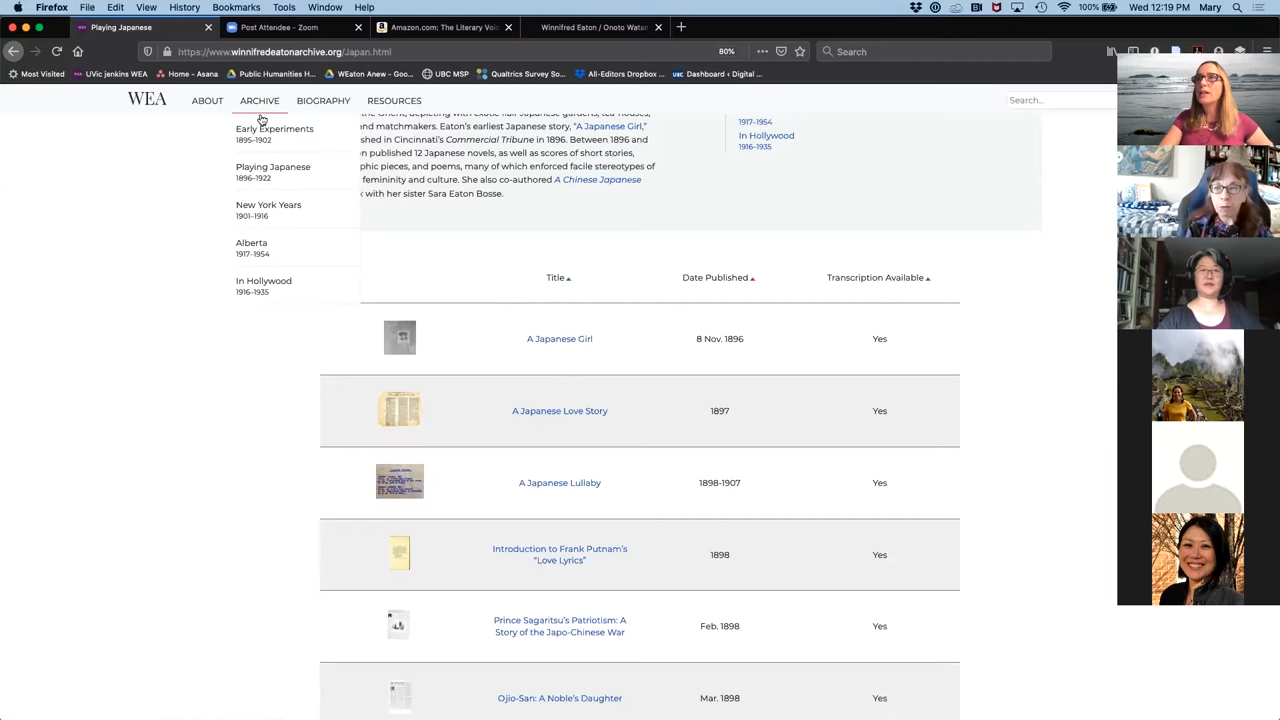 Firefox File Edit View History Bookmarks Tools Window Help 100% Wed 12:19 PM Mary
Playing Japanese Post Attendee - Zoom Amazon.com: The Literary Voic Winnifred Eaton / Onoto Watan
https://www.winnifredeatonarchive.org/Japan.html 80% Search
Most Visited UVic jenkins WEA Home - Asana Public Humanities H... WEaton Anew - Goo... UBC MSP Qualtrics Survey So... All-Editors Dropbox ... Dashboard ‹ Digital ...
WEA ABOUT ARCHIVE BIOGRAPHY RESOURCES Search...
Early Experiments
1895–1902
Playing Japanese
1896–1922
New York Years
1901–1916
Alberta
1917–1954
In Hollywood
1916–1935
nd matchmakers. Eaton's earliest Japanese story, "A Japanese Girl,"
shed in Cincinnati's Commercial Tribune in 1896. Between 1896 and
n published 12 Japanese novels, as well as scores of short stories,
phic pieces, and poems, many of which enforced facile stereotypes of
femininity and culture. She also co-authored A Chinese Japanese
k with her sister Sara Eaton Bosse.
1917–1954
In Hollywood
1916–1935
Title Date Published Transcription Available
A Japanese Girl 8 Nov. 1896 Yes
A Japanese Love Story 1897 Yes
A Japanese Lullaby 1898-1907 Yes
Introduction to Frank Putnam's
"Love Lyrics" 1898 Yes
Prince Sagaritsu's Patriotism: A
Story of the Japo-Chinese War Feb. 1898 Yes
Ojio-San: A Noble's Daughter Mar. 1898 Yes